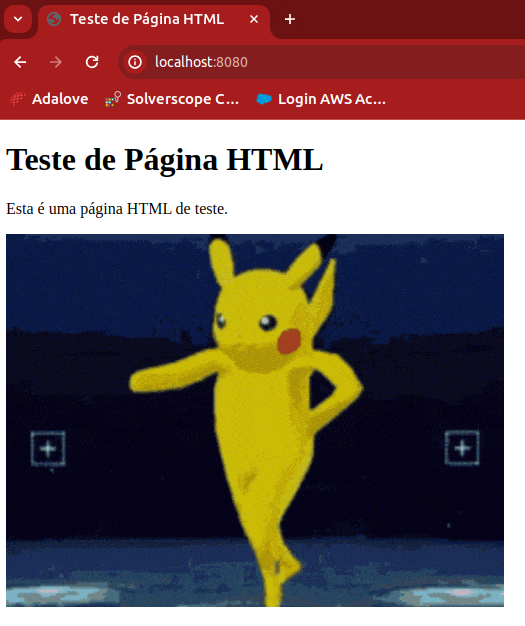 Teste de Página HTML
localhost:8080
Adalove Solverscope C... Login AWS Ac...
Teste de Página HTML
Esta é uma página HTML de teste.